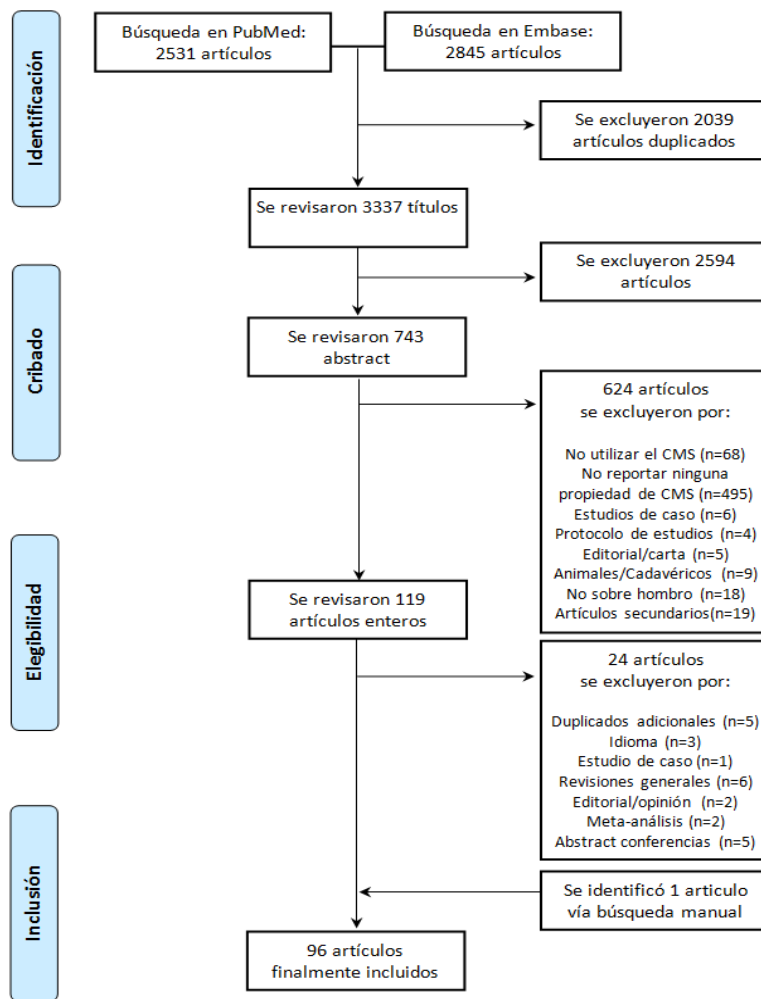 Identificación
Búsqueda en PubMed:
2531 artículos
Búsqueda en Embase:
2845 artículos
Se excluyeron 2039
artículos duplicados
Se revisaron 3337 títulos
Cribado
Se excluyeron 2594
artículos
Se revisaron 743
abstract
624 artículos
se excluyeron por:
No utilizar el CMS (n=68)
No reportar ninguna
propiedad de CMS (n=495)
Estudios de caso (n=6)
Protocolo de estudios (n=4)
Editorial/carta (n=5)
Animales/Cadavéricos (n=9)
No sobre hombro (n=18)
Artículos secundarios(n=19)
Elegibilidad
Se revisaron 119
artículos enteros
24 artículos
se excluyeron por:
Duplicados adicionales (n=5)
Idioma (n=3)
Estudio de caso (n=1)
Revisiones generales (n=6)
Editorial/opinión (n=2)
Meta-análisis (n=2)
Abstract conferencias (n=5)
Inclusión
Se identificó 1 articulo
vía búsqueda manual
96 artículos
finalmente incluidos